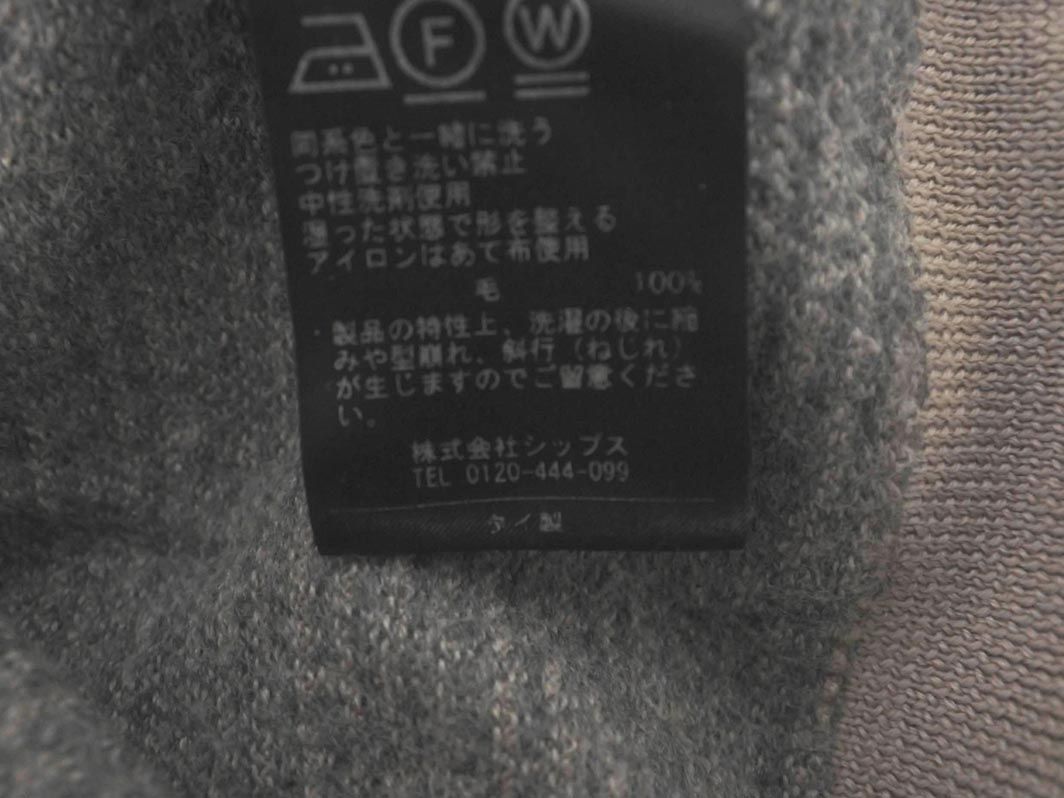 F W
同系色と一緒に洗う
つけ置き洗い禁止
中性洗剤使用
湿った状態で形を整える
アイロンはあて布使用
毛 100%
・製品の特性上、洗濯の後に縮
みや型崩れ、斜行（ねじれ）
が生じますのでご留意くださ
い。
株式会社シップス
TEL 0120-444-099
タイ製